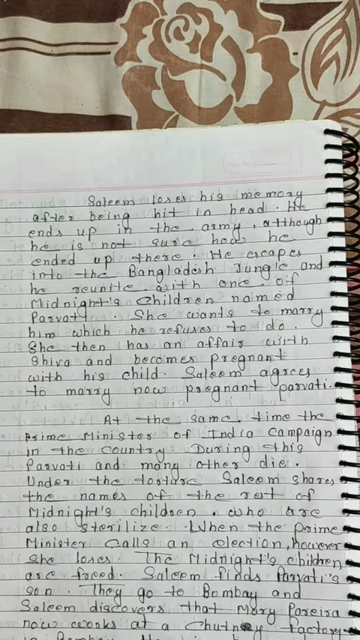 Saleem loses his memory
after being hit in head. He
ends up in the army, although
he is not sure how he
ended up there. He escapes
into the Bangladesh Jungle and
he reunite with one of
Midnight's Children named
Parvati. She wants to marry
him which he refuses to do.
She then has an affair with
Shiva and becomes pregnant
with his child. Saleem agrees
to marry now pregnant parvati.
At the same time the
Prime Minister of India Campaign
in the country. During this
Parvati and many other die.
Under the torture Saleem shares
the names of the rest of
Midnight's children. who are
also sterilize. When the prime
Minister Calls an election, however
she loses. The Midnight's children
are freed. Saleem finds Parvati's
son. They go to Bombay and
Saleem discovers that Mary Pareira
now works at a Chutney factory
in Bombay.